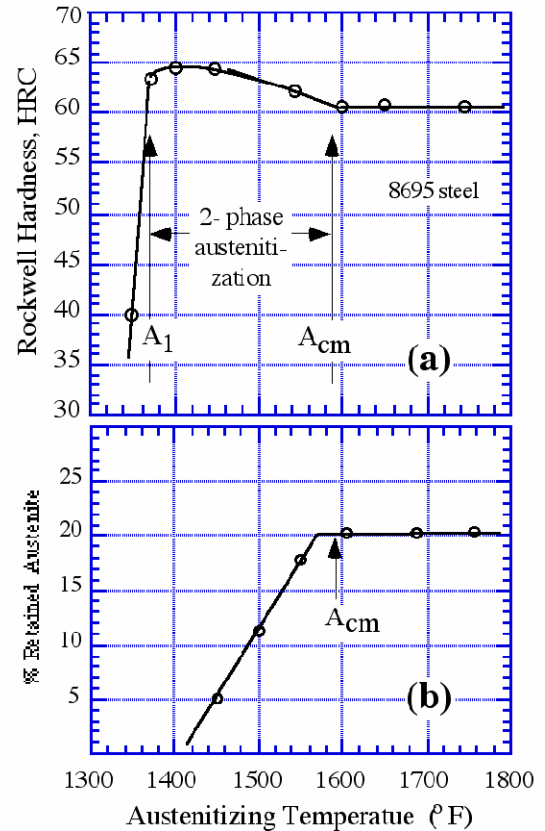 70
65
60
55
50
45
40
35
30
Rockwell Hardness, HRC
8695 steel
2- phase
austeniti-
zation
A1
Acm
(a)
25
20
15
10
5
% Retained Austenite
Acm
(b)
1300 1400 1500 1600 1700 1800
Austenitizing Temperatue (° F)